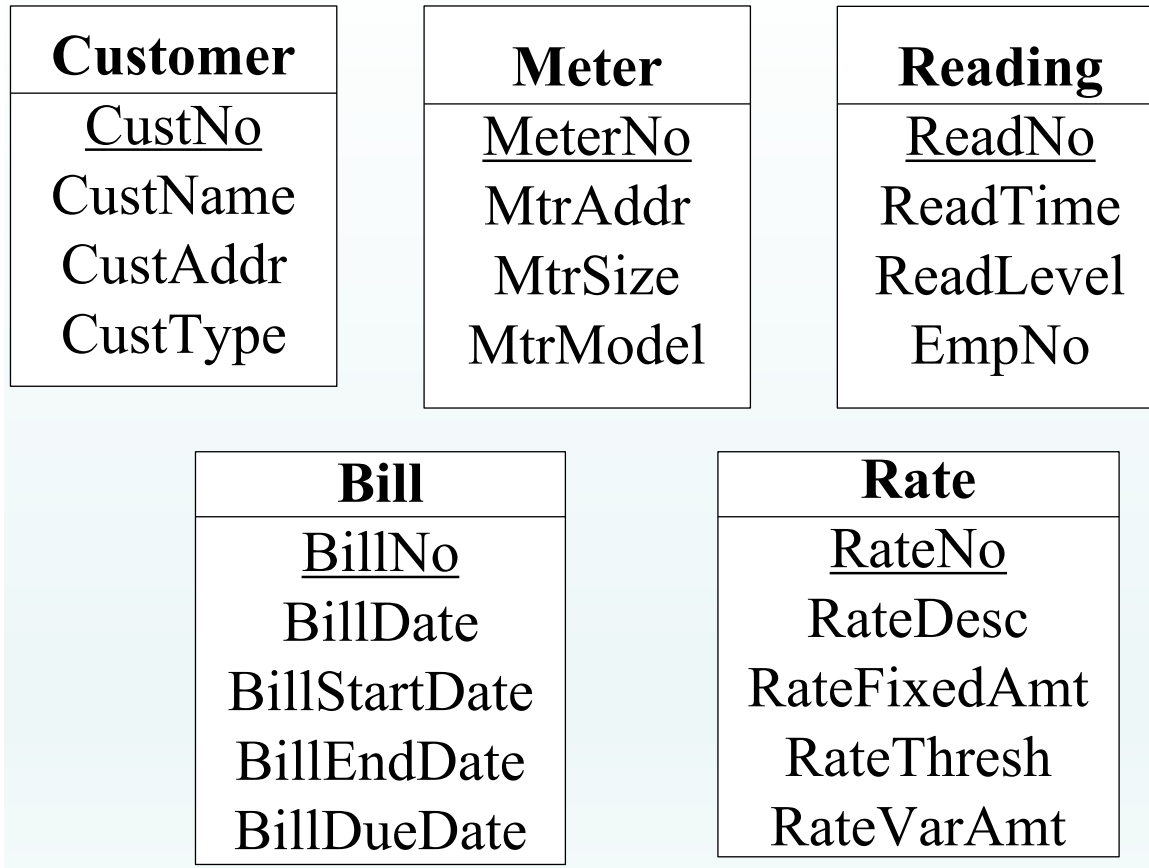 Customer
CustNo
CustName
CustAddr
CustType
Meter
MeterNo
MtrAddr
MtrSize
MtrModel
Reading
ReadNo
ReadTime
ReadLevel
EmpNo
Bill
BillNo
BillDate
BillStartDate
BillEndDate
BillDueDate
Rate
RateNo
RateDesc
RateFixedAmt
RateThresh
RateVarAmt